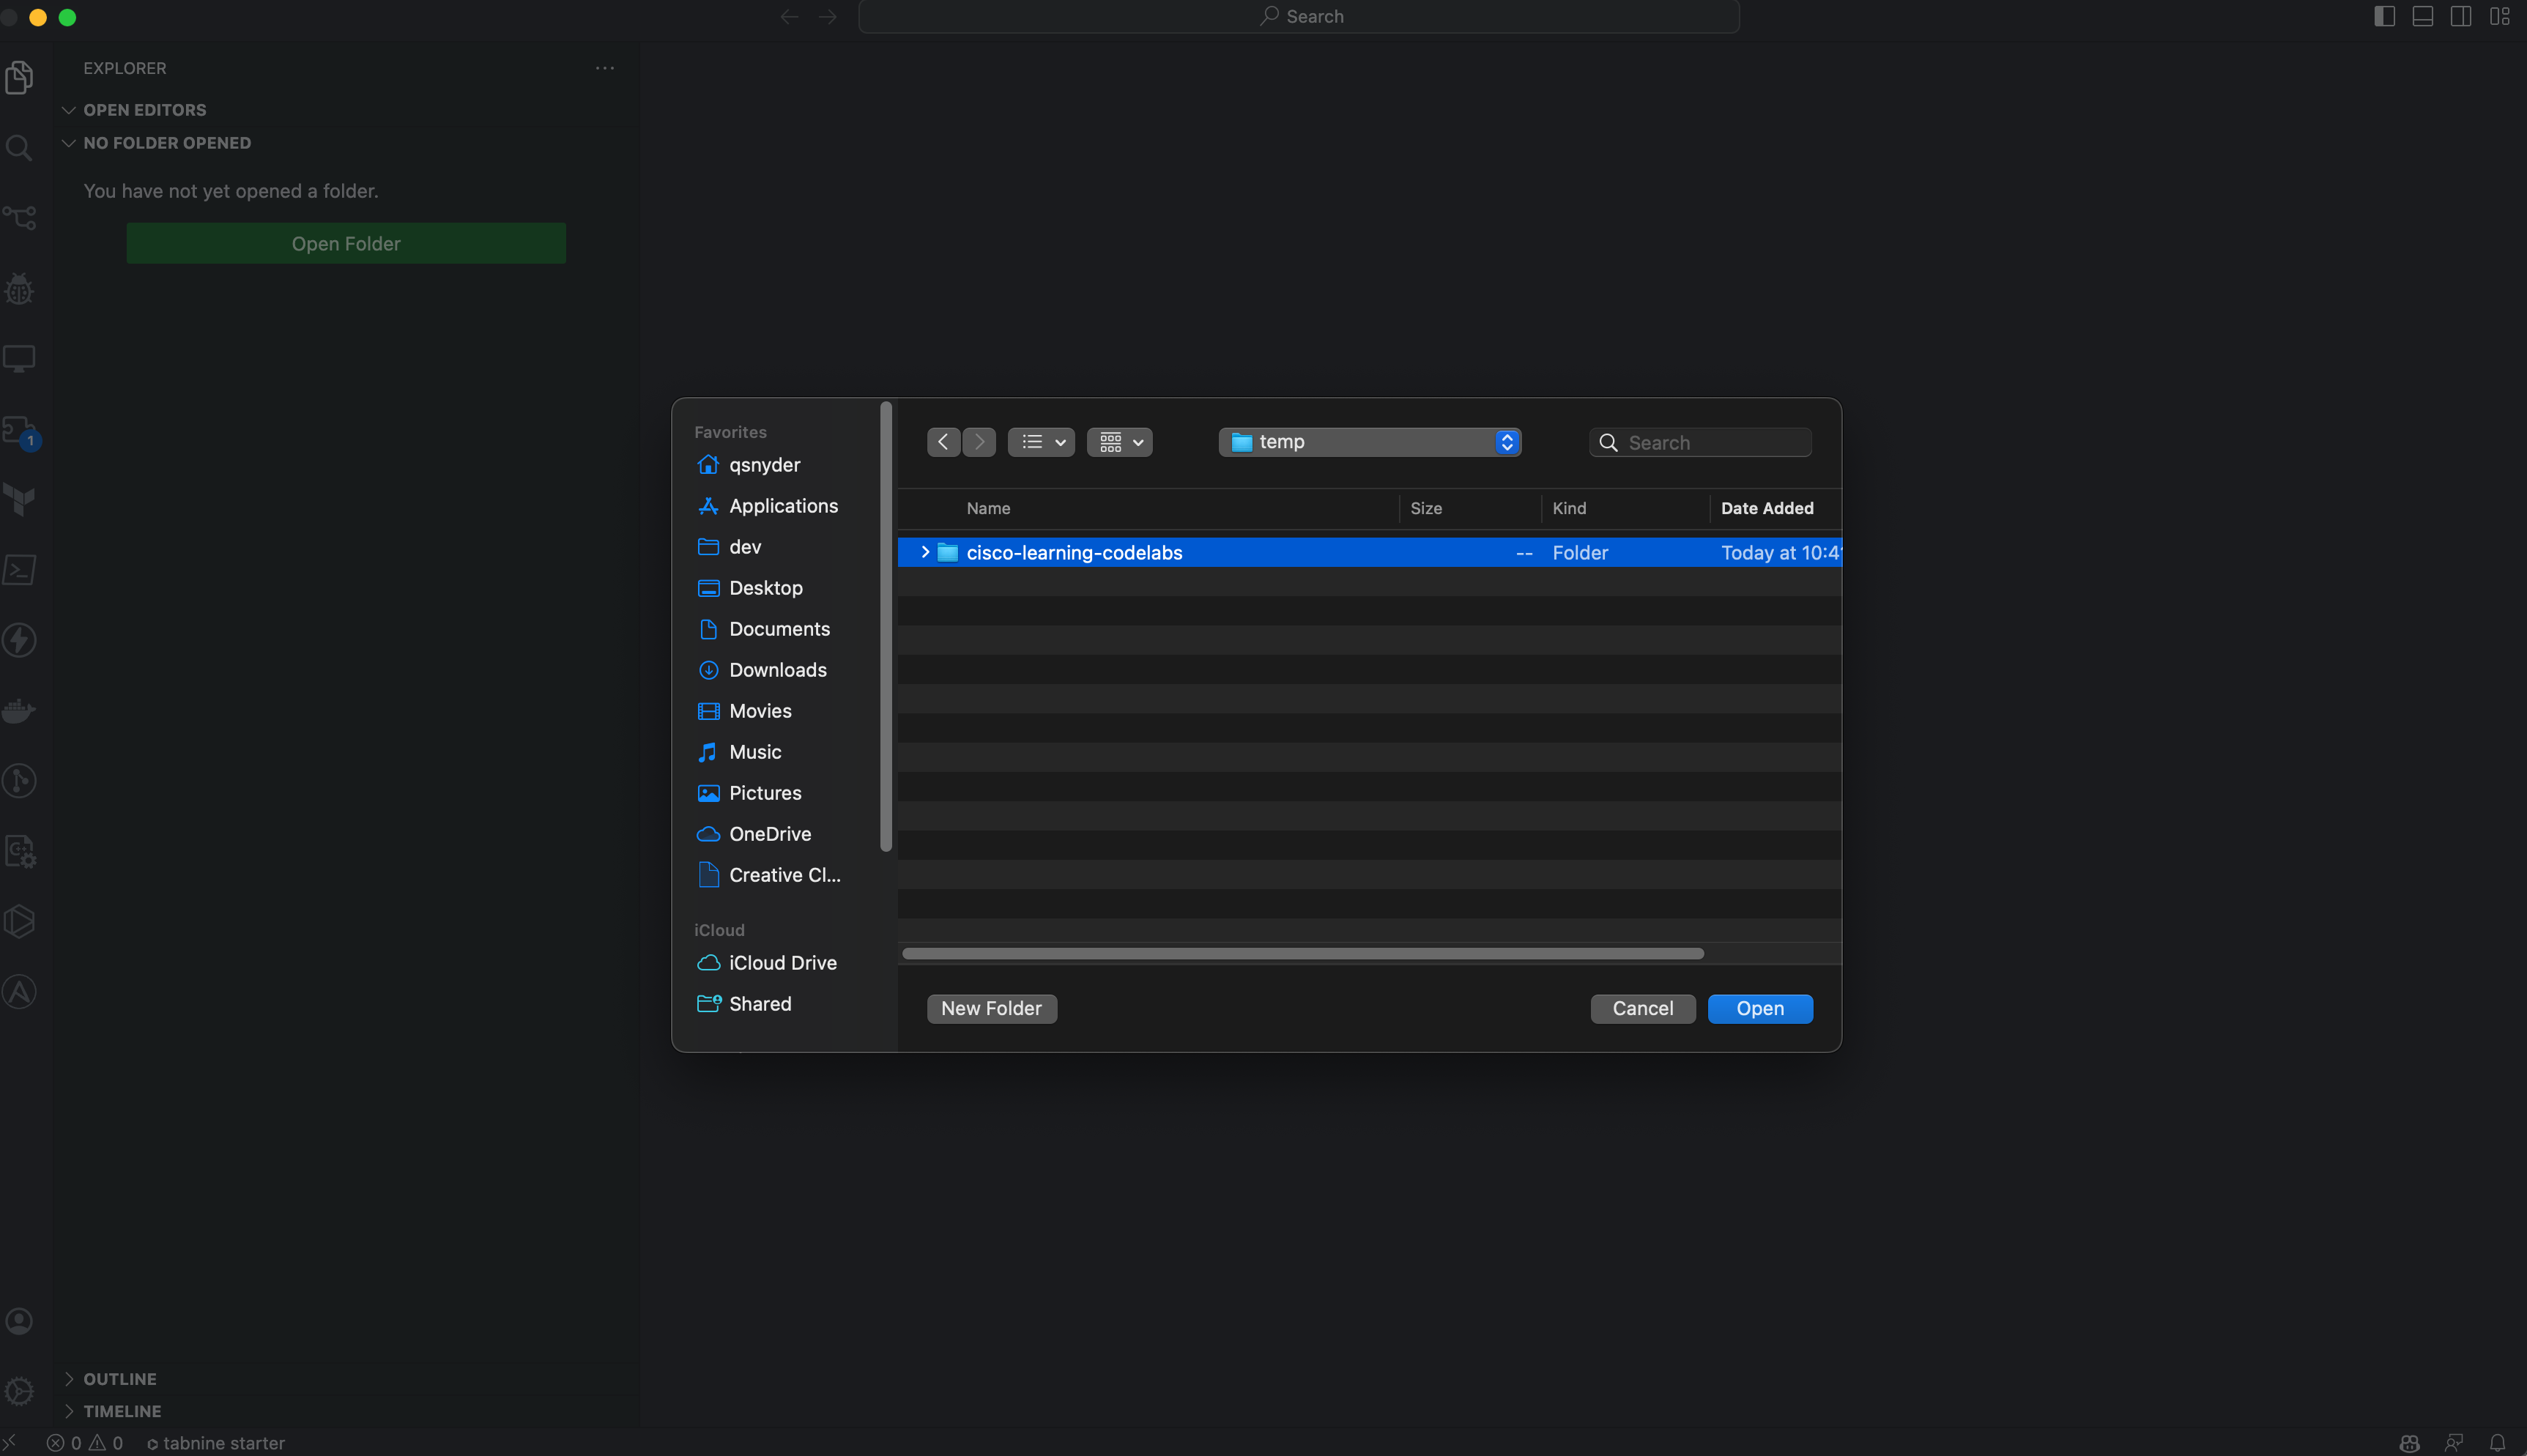 Search
EXPLORER
OPEN EDITORS
NO FOLDER OPENED
You have not yet opened a folder.
Open Folder
1
Favorites
qsnyder
Applications
dev
Desktop
Documents
Downloads
Movies
Music
Pictures
OneDrive
Creative Cl...
iCloud
iCloud Drive
Shared
temp
Search
Name Size Kind Date Added
cisco-learning-codelabs -- Folder Today at 10:4
New Folder Cancel Open
OUTLINE
TIMELINE
0 0 tabnine starter